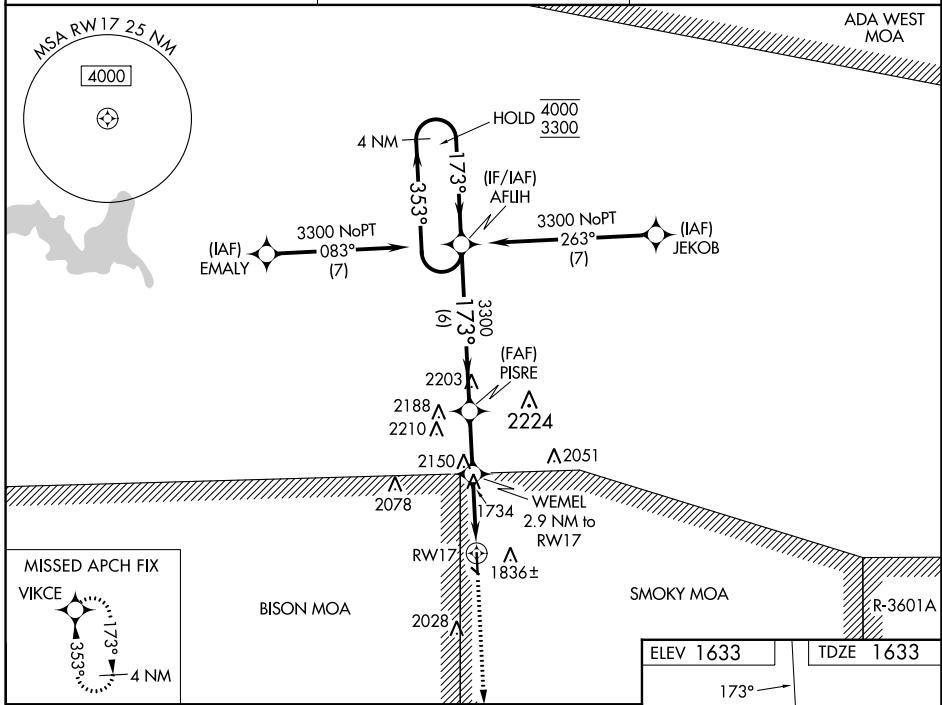 MSA RW17 25 NM
4000
ADA WEST
MOA
HOLD
4000
3300
4 NM
353°
173°
(IF/IAF)
AFLIH
(IAF)
EMALY
3300 NoPT
083°
(7)
3300 NoPT
263°
(7)
(IAF)
JEKOB
3300
173°
(6)
(FAF)
PISRE
2203
2188
2210
2224
2150
2051
2078
1734
WEMEL
2.9 NM to
RW17
RW17
1836±
MISSED APCH FIX
VIKCE
353°
173°
4 NM
BISON MOA
2028
SMOKY MOA
R-3601A
ELEV 1633
TDZE 1633
173°